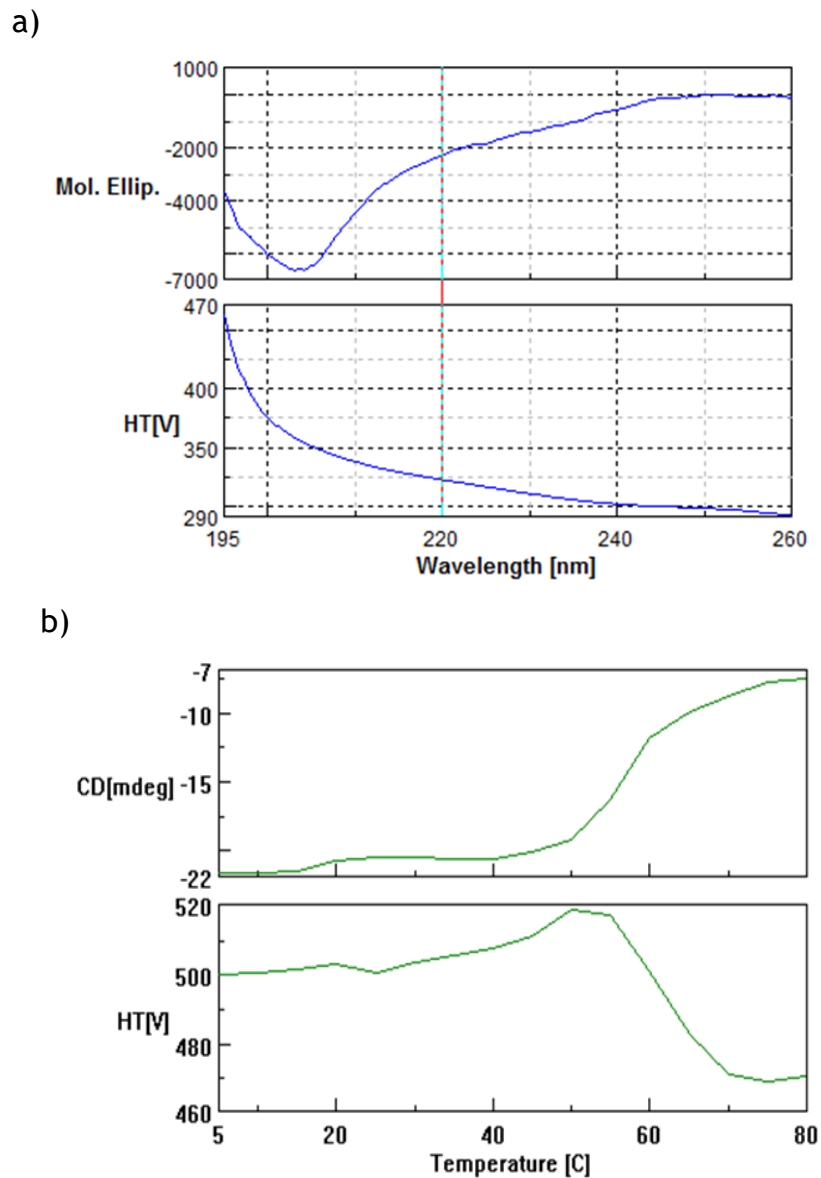 a)
1000
-2000
Mol. Ellip.
-4000
-7000
470
400
HT[V]
350
290
195 220 240 260
Wavelength [nm]
b)
-7
-10
CD[mdeg] -15
-22
520
500
HT[V]
480
460
5 20 40 60 80
Temperature [C]